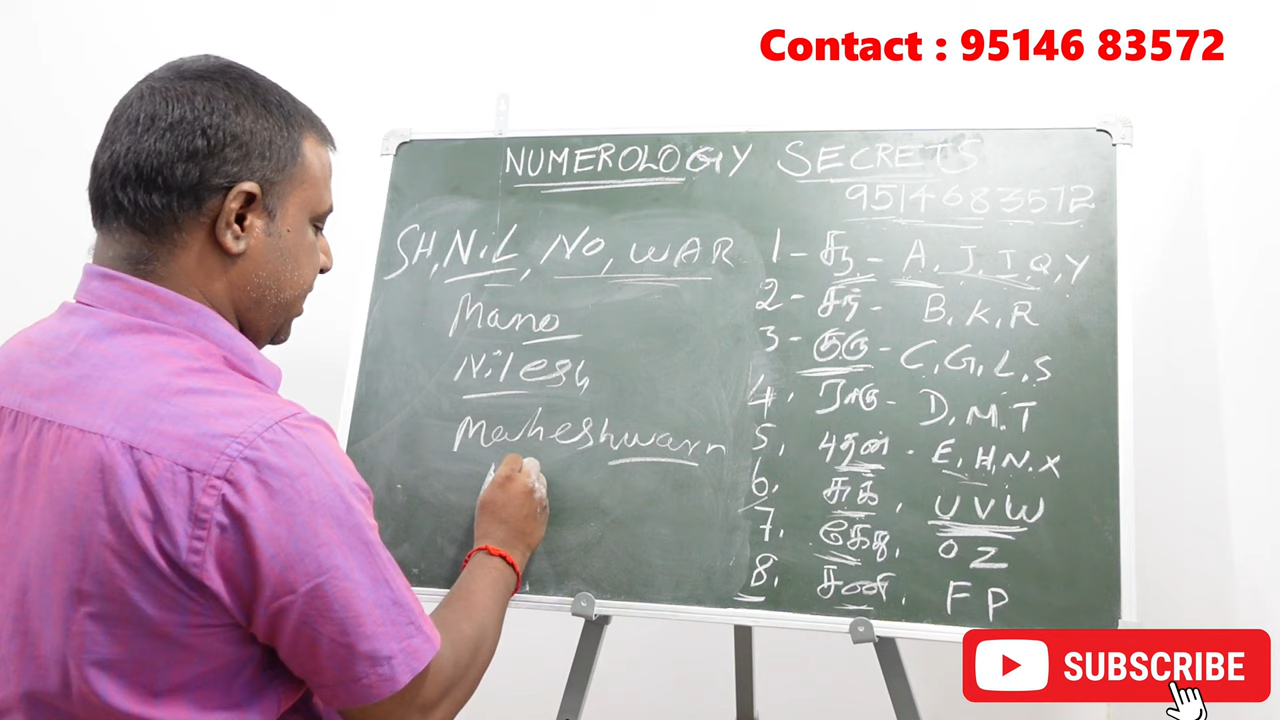 Contact : 95146 83572
NUMEROLOGY SECRETS
9514683572
SH, NiL, No, WAR
Mano
Nilesh
Maheshwarn
1 - சூ - A, J, I, Q, Y
2 - சந் - B, K, R
3 - குரு - C, G, L, S
4, ராகு - D, M, T
5, புதன் - E, H, N, X
6, சுக், U V W
7, கேது, O Z
8, சனி, F P
SUBSCRIBE